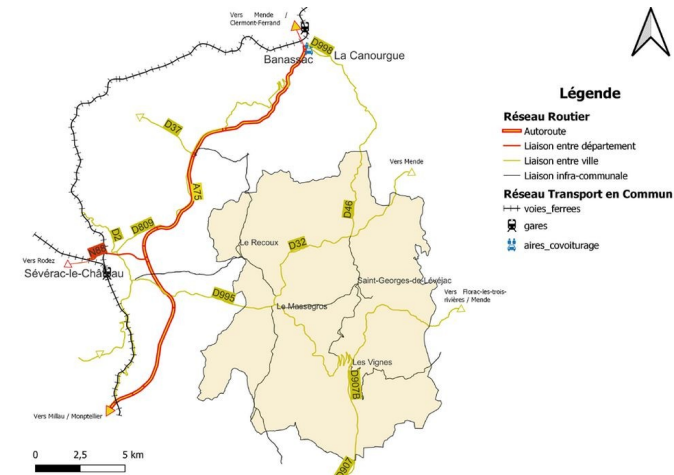 Vers Mende /
Clermont-Ferrand
D998
Banassac
La Canourgue
D37
Vers Mende
A75
D46
D2
D809
N88
Le Recoux
D32
Vers Rodez
Sévérac-le-Château
D995
Saint-Georges-de-Lévéjac
Vers Florac-les-trois-
rivières / Mende
Le Massegros
Les Vignes
D907B
Vers Millau / Monptellier
D907
0 2,5 5 km
Légende
Réseau Routier
Autoroute
Liaison entre département
Liaison entre ville
Liaison infra-communale
Réseau Transport en Commun
voies_ferrees
gares
aires_covoiturage